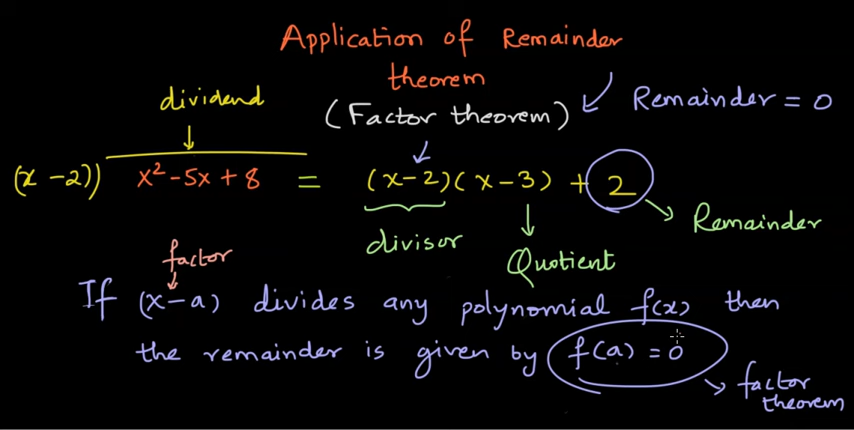 Application of Remainder
theorem
(Factor theorem)
Remainder = 0
dividend
(x - 2)) x² - 5x + 8 = (x - 2)(x - 3) + 2
divisor
Quotient
Remainder
factor
If (x - a) divides any polynomial f(x) then
the remainder is given by f(a) = 0
factor
theorem